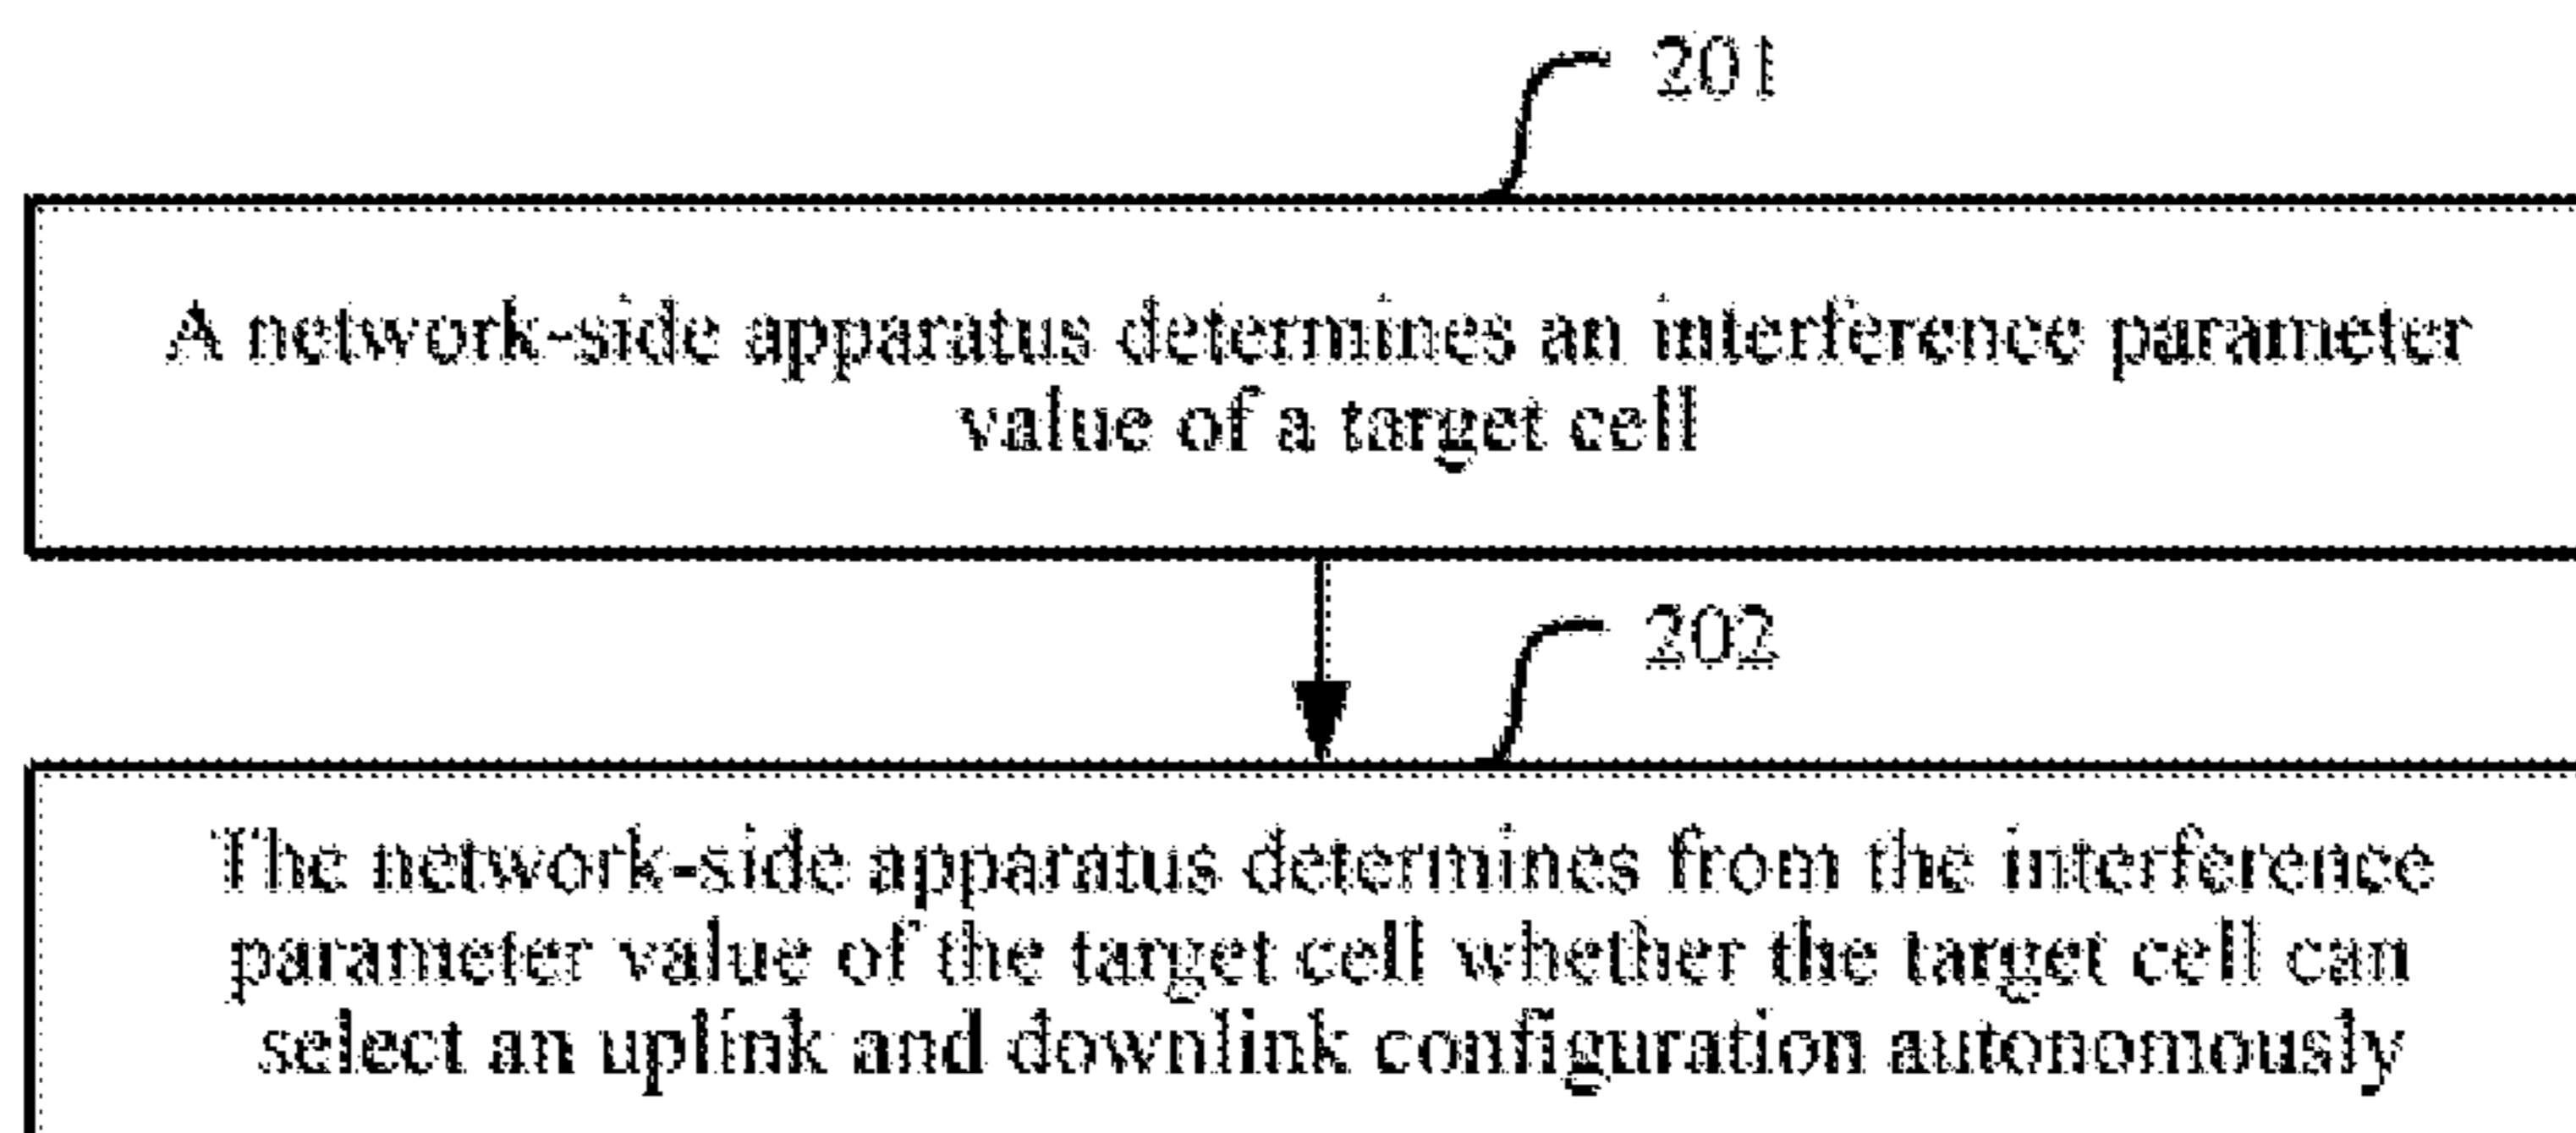 201
A network-side apparatus determines an interference parameter
value of a target cell
202
The network-side apparatus determines from the interference
parameter value of the target cell whether the target cell can
select an uplink and downlink configuration autonomously